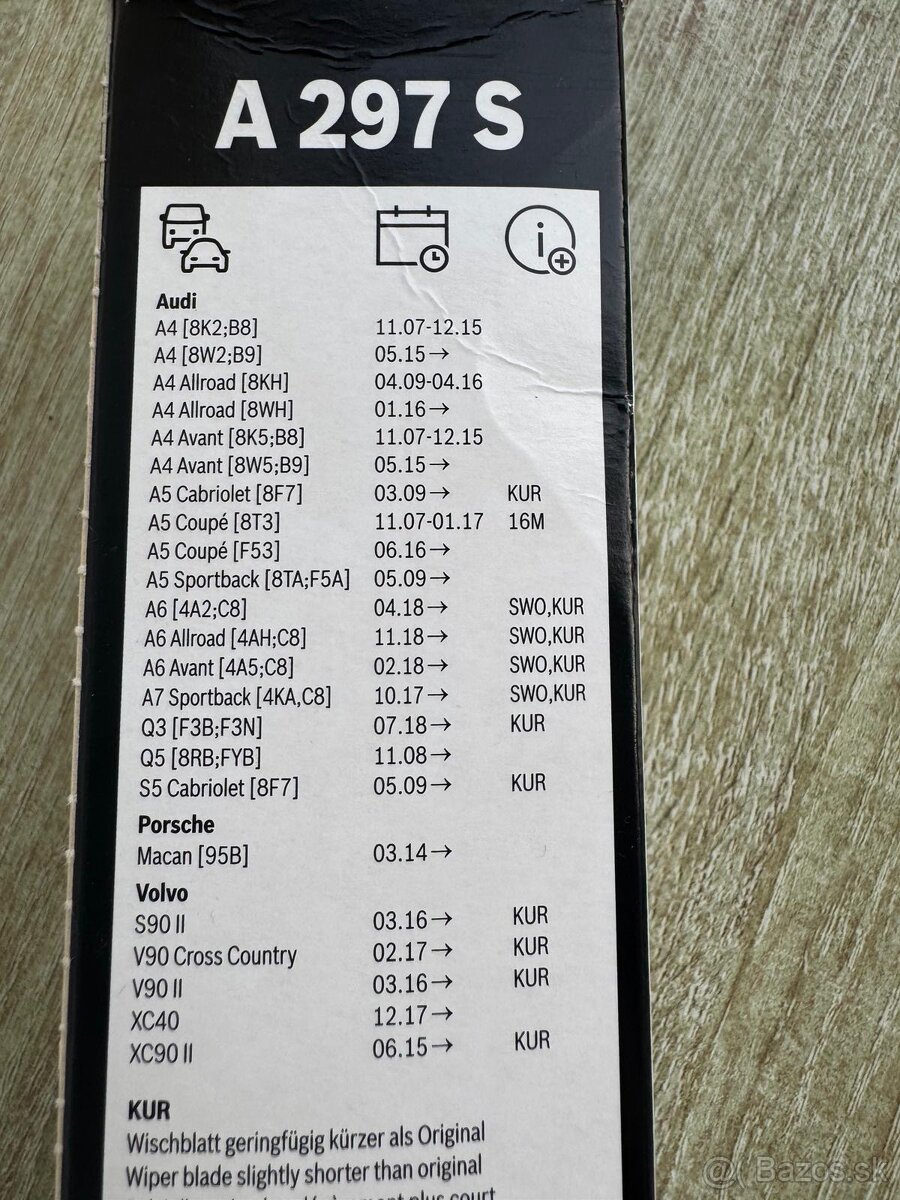 A 297 S
Audi
A4 [8K2;B8] 11.07-12.15
A4 [8W2;B9] 05.15→
A4 Allroad [8KH] 04.09-04.16
A4 Allroad [8WH] 01.16→
A4 Avant [8K5;B8] 11.07-12.15
A4 Avant [8W5;B9] 05.15→
A5 Cabriolet [8F7] 03.09→ KUR
A5 Coupé [8T3] 11.07-01.17 16M
A5 Coupé [F53] 06.16→
A5 Sportback [8TA;F5A] 05.09→
A6 [4A2;C8] 04.18→ SWO,KUR
A6 Allroad [4AH;C8] 11.18→ SWO,KUR
A6 Avant [4A5;C8] 02.18→ SWO,KUR
A7 Sportback [4KA,C8] 10.17→ SWO,KUR
Q3 [F3B;F3N] 07.18→ KUR
Q5 [8RB;FYB] 11.08→
S5 Cabriolet [8F7] 05.09→ KUR
Porsche
Macan [95B] 03.14→
Volvo
S90 II 03.16→ KUR
V90 Cross Country 02.17→ KUR
V90 II 03.16→ KUR
XC40 12.17→
XC90 II 06.15→ KUR
KUR
Wischblatt geringfügig kürzer als Original
Wiper blade slightly shorter than original
plus court
Bazos.sk